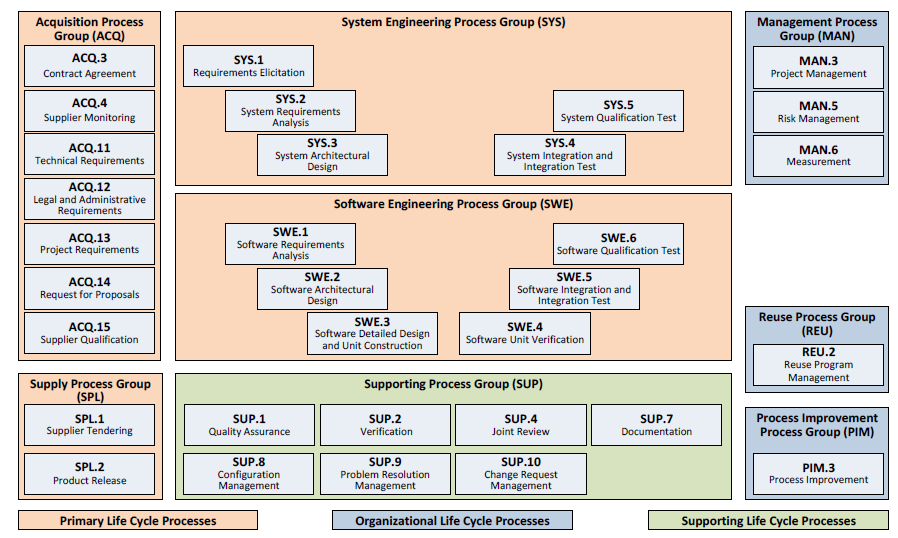 Acquisition Process
Group (ACQ)
ACQ.3
Contract Agreement
ACQ.4
Supplier Monitoring
ACQ.11
Technical Requirements
ACQ.12
Legal and Administrative
Requirements
ACQ.13
Project Requirements
ACQ.14
Request for Proposals
ACQ.15
Supplier Qualification
System Engineering Process Group (SYS)
SYS.1
Requirements Elicitation
SYS.2
System Requirements
Analysis
SYS.3
System Architectural
Design
SYS.5
System Qualification Test
SYS.4
System Integration and
Integration Test
Management Process
Group (MAN)
MAN.3
Project Management
MAN.5
Risk Management
MAN.6
Measurement
Software Engineering Process Group (SWE)
SWE.1
Software Requirements
Analysis
SWE.2
Software Architectural
Design
SWE.3
Software Detailed Design
and Unit Construction
SWE.6
Software Qualification Test
SWE.5
Software Integration and
Integration Test
SWE.4
Software Unit Verification
Reuse Process Group
(REU)
REU.2
Reuse Program
Management
Supply Process Group
(SPL)
SPL.1
Supplier Tendering
SPL.2
Product Release
Supporting Process Group (SUP)
SUP.1
Quality Assurance
SUP.2
Verification
SUP.4
Joint Review
SUP.7
Documentation
SUP.8
Configuration
Management
SUP.9
Problem Resolution
Management
SUP.10
Change Request
Management
Process Improvement
Process Group (PIM)
PIM.3
Process Improvement
Primary Life Cycle Processes
Organizational Life Cycle Processes
Supporting Life Cycle Processes